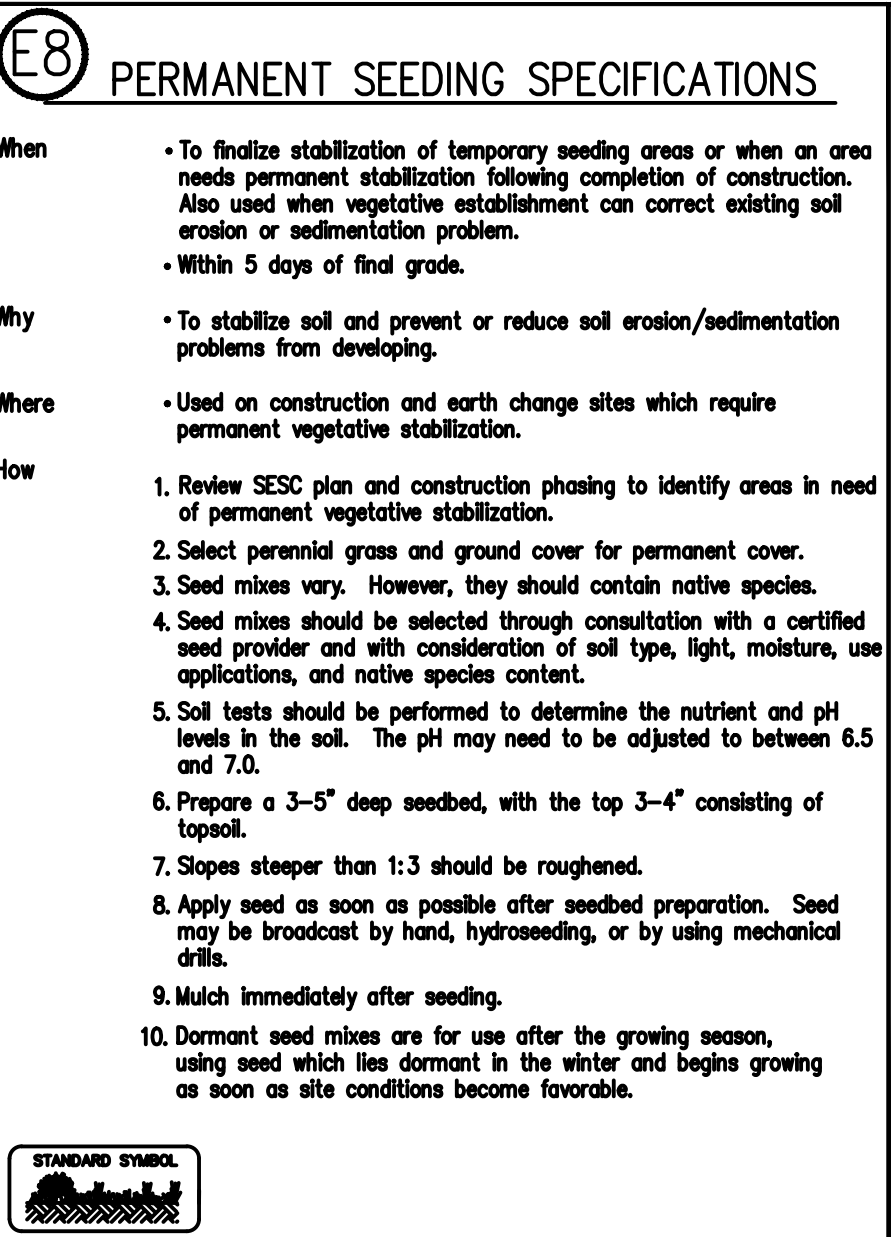 E8
PERMANENT SEEDING SPECIFICATIONS
When
• To finalize stabilization of temporary seeding areas or when an area
needs permanent stabilization following completion of construction.
Also used when vegetative establishment can correct existing soil
erosion or sedimentation problem.
• Within 5 days of final grade.
Why
• To stabilize soil and prevent or reduce soil erosion/sedimentation
problems from developing.
Where
• Used on construction and earth change sites which require
permanent vegetative stabilization.
How
1. Review SESC plan and construction phasing to identify areas in need
of permanent vegetative stabilization.
2. Select perennial grass and ground cover for permanent cover.
3. Seed mixes vary. However, they should contain native species.
4. Seed mixes should be selected through consultation with a certified
seed provider and with consideration of soil type, light, moisture, use
applications, and native species content.
5. Soil tests should be performed to determine the nutrient and pH
levels in the soil. The pH may need to be adjusted to between 6.5
and 7.0.
6. Prepare a 3-5" deep seedbed, with the top 3-4" consisting of
topsoil.
7. Slopes steeper than 1:3 should be roughened.
8. Apply seed as soon as possible after seedbed preparation. Seed
may be broadcast by hand, hydroseeding, or by using mechanical
drills.
9. Mulch immediately after seeding.
10. Dormant seed mixes are for use after the growing season,
using seed which lies dormant in the winter and begins growing
as soon as site conditions become favorable.
STANDARD SYMBOL